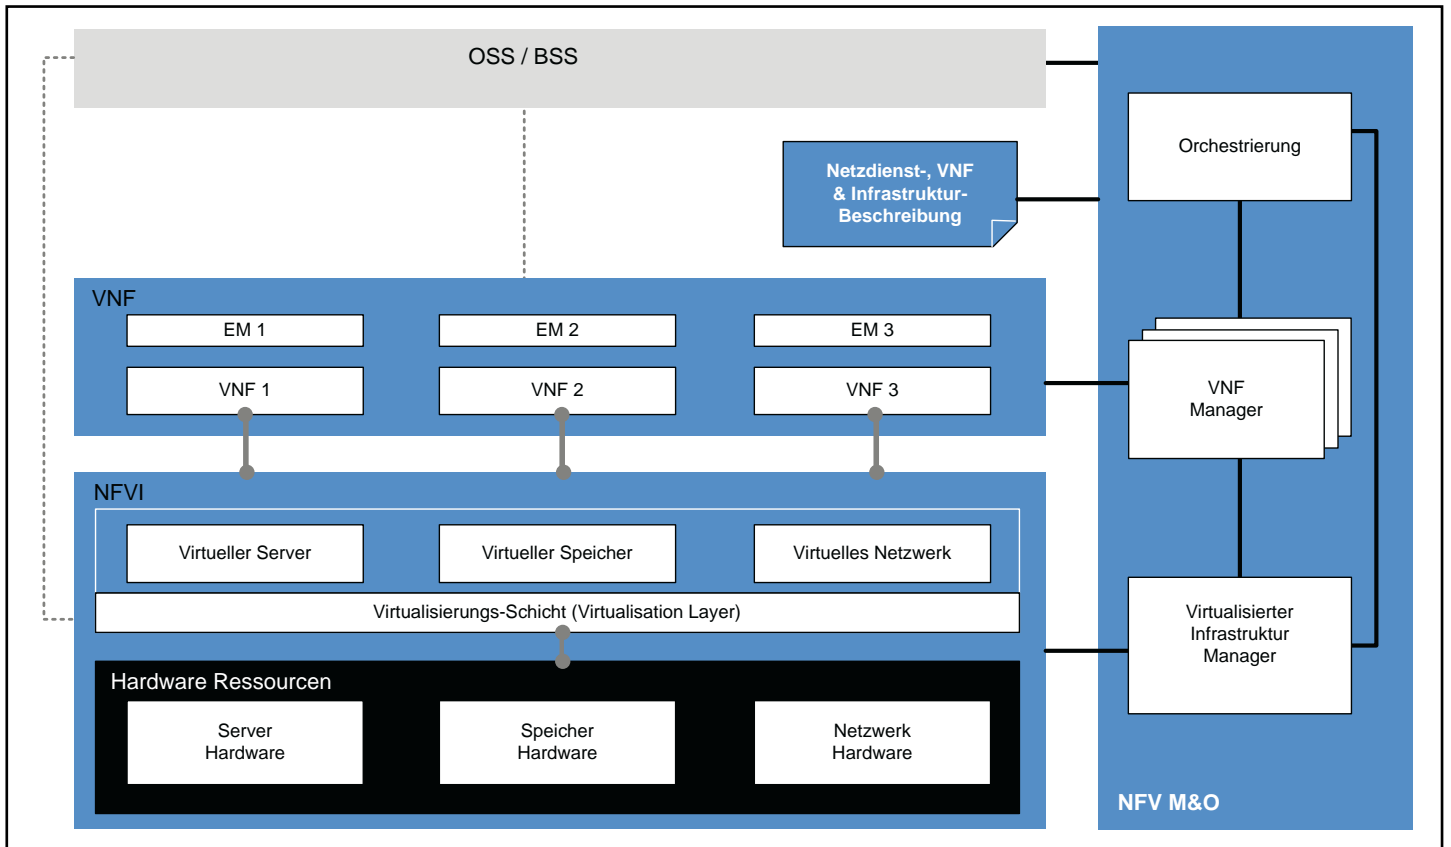 OSS / BSS
Orchestrierung
Netzdienst-, VNF
& Infrastruktur-
Beschreibung
VNF
EM 1
EM 2
EM 3
VNF 1
VNF 2
VNF 3
VNF
Manager
NFVI
Virtueller Server
Virtueller Speicher
Virtuelles Netzwerk
Virtualisierungs-Schicht (Virtualisation Layer)
Virtualisierter
Infrastruktur
Manager
Hardware Ressourcen
Server
Hardware
Speicher
Hardware
Netzwerk
Hardware
NFV M&O